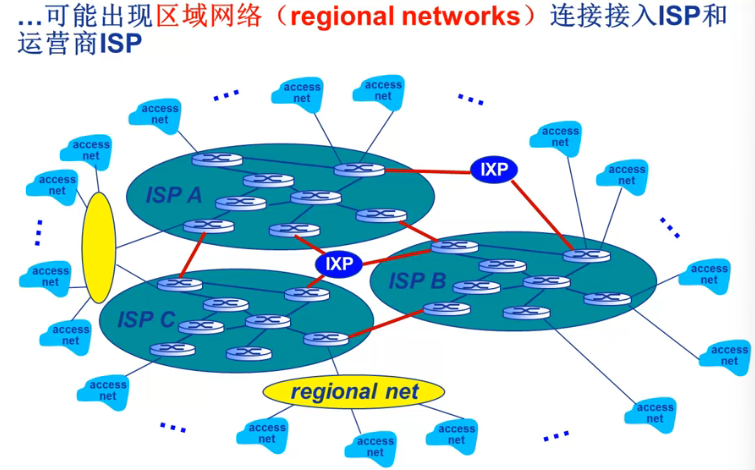 ...可能出现区域网络（regional networks）连接接入ISP和
运营商ISP
access
net
access
net
access
net
access
net
access
net
access
net
access
net
IXP
ISP A
IXP
ISP B
access
net
access
net
ISP C
access
net
access
net
access
net
regional net
access
net
access
net
access
net
access
net